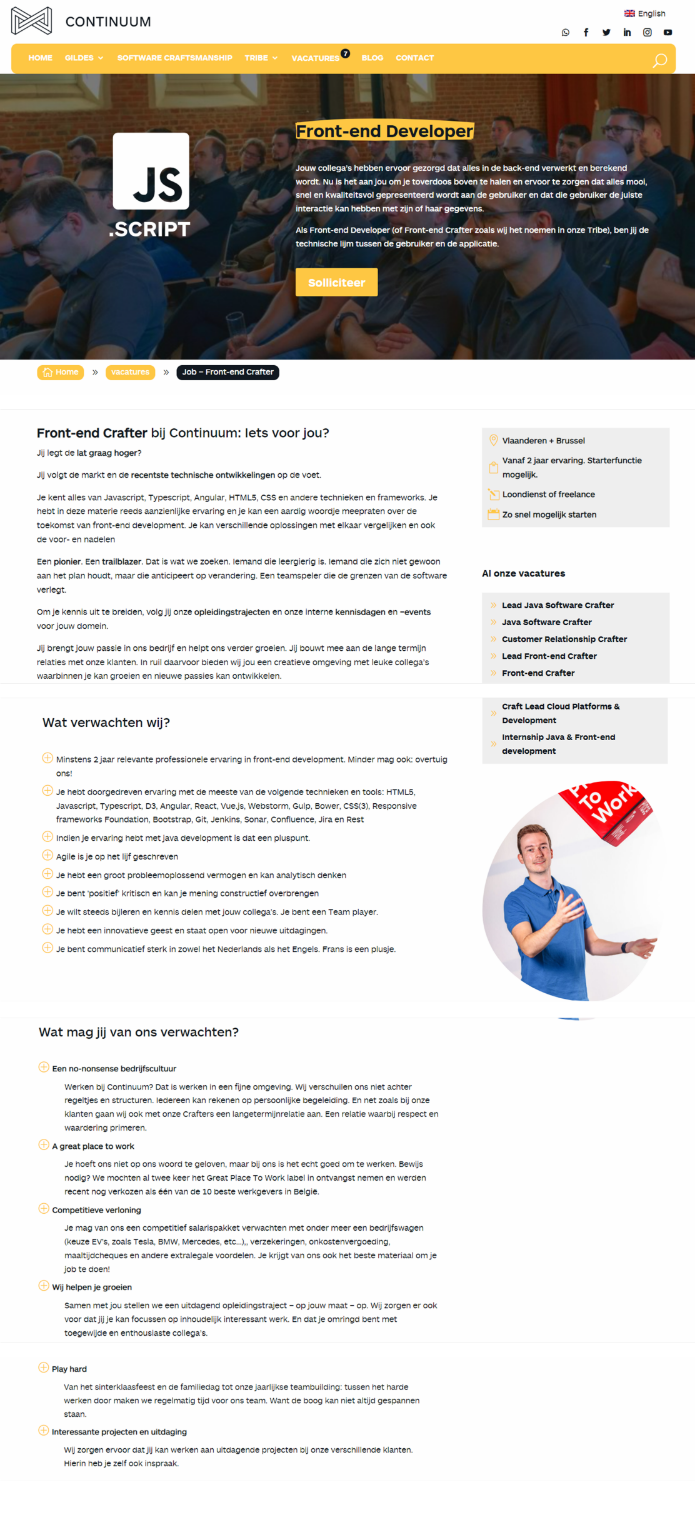 CONTINUUM
English
HOME
GILDES
SOFTWARE CRAFTSMANSHIP
TRIBE
VACATURES
7
BLOG
CONTACT
JS
.SCRIPT
Front-end Developer
Jouw collega's hebben ervoor gezorgd dat alles in de back-end verwerkt en berekend
wordt. Nu is het aan jou om je toverdoos boven te halen en ervoor te zorgen dat alles mooi,
snel en kwaliteitsvol gepresenteerd wordt aan de gebruiker en dat die gebruiker de juiste
interactie kan hebben met zijn of haar gegevens.
Als Front-end Developer (of Front-end Crafter zoals wij het noemen in onze Tribe), ben jij de
technische lijm tussen de gebruiker en de applicatie.
Solliciteer
Home » Vacatures » Job – Front-end Crafter
Front-end Crafter bij Continuum: Iets voor jou?
Jij legt de lat graag hoger?
Jij volgt de markt en de recentste technische ontwikkelingen op de voet.
Je kent alles van Javascript, Typescript, Angular, HTML5, CSS en andere technieken en frameworks. Je
hebt in deze materie reeds aanzienlijke ervaring en je kan een aardig woordje meepraten over de
toekomst van front-end development. Je kan verschillende oplossingen met elkaar vergelijken en ook
de voor- en nadelen
Een pionier. Een trailblazer. Dat is wat we zoeken. Iemand die leergierig is. Iemand die zich niet gewoon
aan het plan houdt, maar die anticipeert op verandering. Een teamspeler die de grenzen van de software
verlegt.
Om je kennis uit te breiden, volg jij onze opleidingstrajecten en onze interne kennisdagen en –events
voor jouw domein.
Jij brengt jouw passie in ons bedrijf en helpt ons verder groeien. Jij bouwt mee aan de lange termijn
relaties met onze klanten. In ruil daarvoor bieden wij jou een creatieve omgeving met leuke collega's
waarbinnen je kan groeien en nieuwe passies kan ontwikkelen.
Vlaanderen + Brussel
Vanaf 2 jaar ervaring. Starterfunctie
mogelijk.
Loondienst of freelance
Zo snel mogelijk starten
Al onze vacatures
» Lead Java Software Crafter
» Java Software Crafter
» Customer Relationship Crafter
» Lead Front-end Crafter
» Front-end Crafter
» Craft Lead Cloud Platforms &
Development
» Internship Java & Front-end
development
Wat verwachten wij?
Minstens 2 jaar relevante professionele ervaring in front-end development. Minder mag ook: overtuig
ons!
Je hebt doorgedreven ervaring met de meeste van de volgende technieken en tools: HTML5,
Javascript, Typescript, D3, Angular, React, Vue.js, Webstorm, Gulp, Bower, CSS(3), Responsive
frameworks Foundation, Bootstrap, Git, Jenkins, Sonar, Confluence, Jira en Rest
Indien je ervaring hebt met java development is dat een pluspunt.
Agile is je op het lijf geschreven
Je hebt een groot probleemoplossend vermogen en kan analytisch denken
Je bent 'positief' kritisch en kan je mening constructief overbrengen
Je wilt steeds bijleren en kennis delen met jouw collega's. Je bent een Team player.
Je hebt een innovatieve geest en staat open voor nieuwe uitdagingen.
Je bent communicatief sterk in zowel het Nederlands als het Engels. Frans is een plusje.
To
Work
Wat mag jij van ons verwachten?
Een no-nonsense bedrijfscultuur
Werken bij Continuum? Dat is werken in een fijne omgeving. Wij verschuilen ons niet achter
regeltjes en structuren. Iedereen kan rekenen op persoonlijke begeleiding. En net zoals bij onze
klanten gaan wij ook met onze Crafters een langetermijnrelatie aan. Een relatie waarbij respect en
waardering primeren.
A great place to work
Je hoeft ons niet op ons woord te geloven, maar bij ons is het echt goed om te werken. Bewijs
nodig? We mochten al twee keer het Great Place To Work label in ontvangst nemen en werden
recent nog verkozen als één van de 10 beste werkgevers in België.
Competitieve verloning
Je mag van ons een competitief salarispakket verwachten met onder meer een bedrijfswagen
(keuze EV's, zoals Tesla, BMW, Mercedes, etc...),, verzekeringen, onkostenvergoeding,
maaltijdcheques en andere extralegale voordelen. Je krijgt van ons ook het beste materiaal om je
job te doen!
Wij helpen je groeien
Samen met jou stellen we een uitdagend opleidingstraject – op jouw maat – op. Wij zorgen er ook
voor dat jij je kan focussen op inhoudelijk interessant werk. En dat je omringd bent met
toegewijde en enthousiaste collega's.
Play hard
Van het sinterklaasfeest en de familiedag tot onze jaarlijkse teambuilding: tussen het harde
werken door maken we regelmatig tijd voor ons team. Want de boog kan niet altijd gespannen
staan.
Interessante projecten en uitdaging
Wij zorgen ervoor dat jij kan werken aan uitdagende projecten bij onze verschillende klanten.
Hierin heb je zelf ook inspraak.